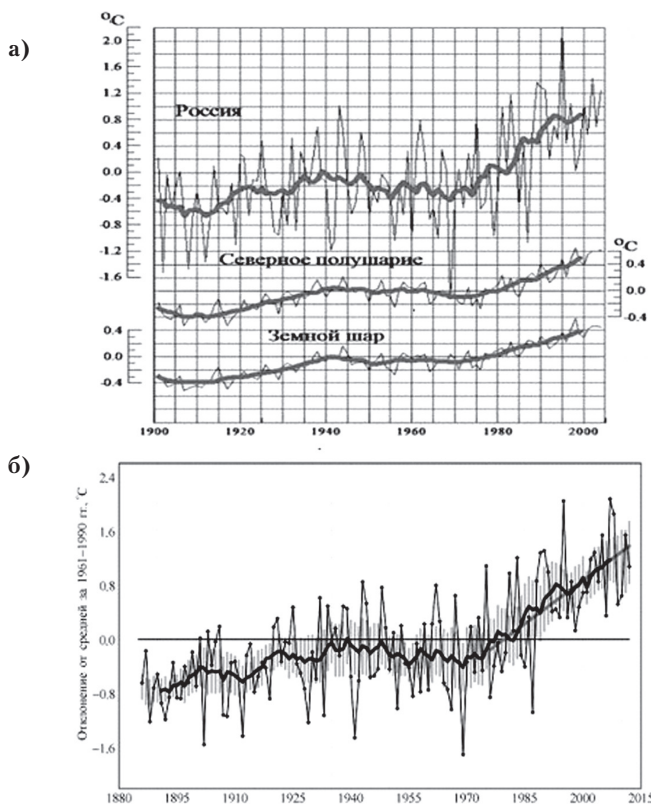 а)
°C
2.2
2.0
1.6
1.2
0.8
0.4
0.0
-0.4
-0.8
-1.2
-1.6
Россия
°C
Северное полушарие
0.4
0.0
-0.4
Земной шар
0.4
0.0
-0.4
1900 1920 1940 1960 1980 2000
б)
Отклонение от средней за 1961–1990 гг., °C
2.4
1.6
0.8
0.0
–0.8
–1.6
1880 1895 1910 1925 1940 1955 1970 1985 2000 2015